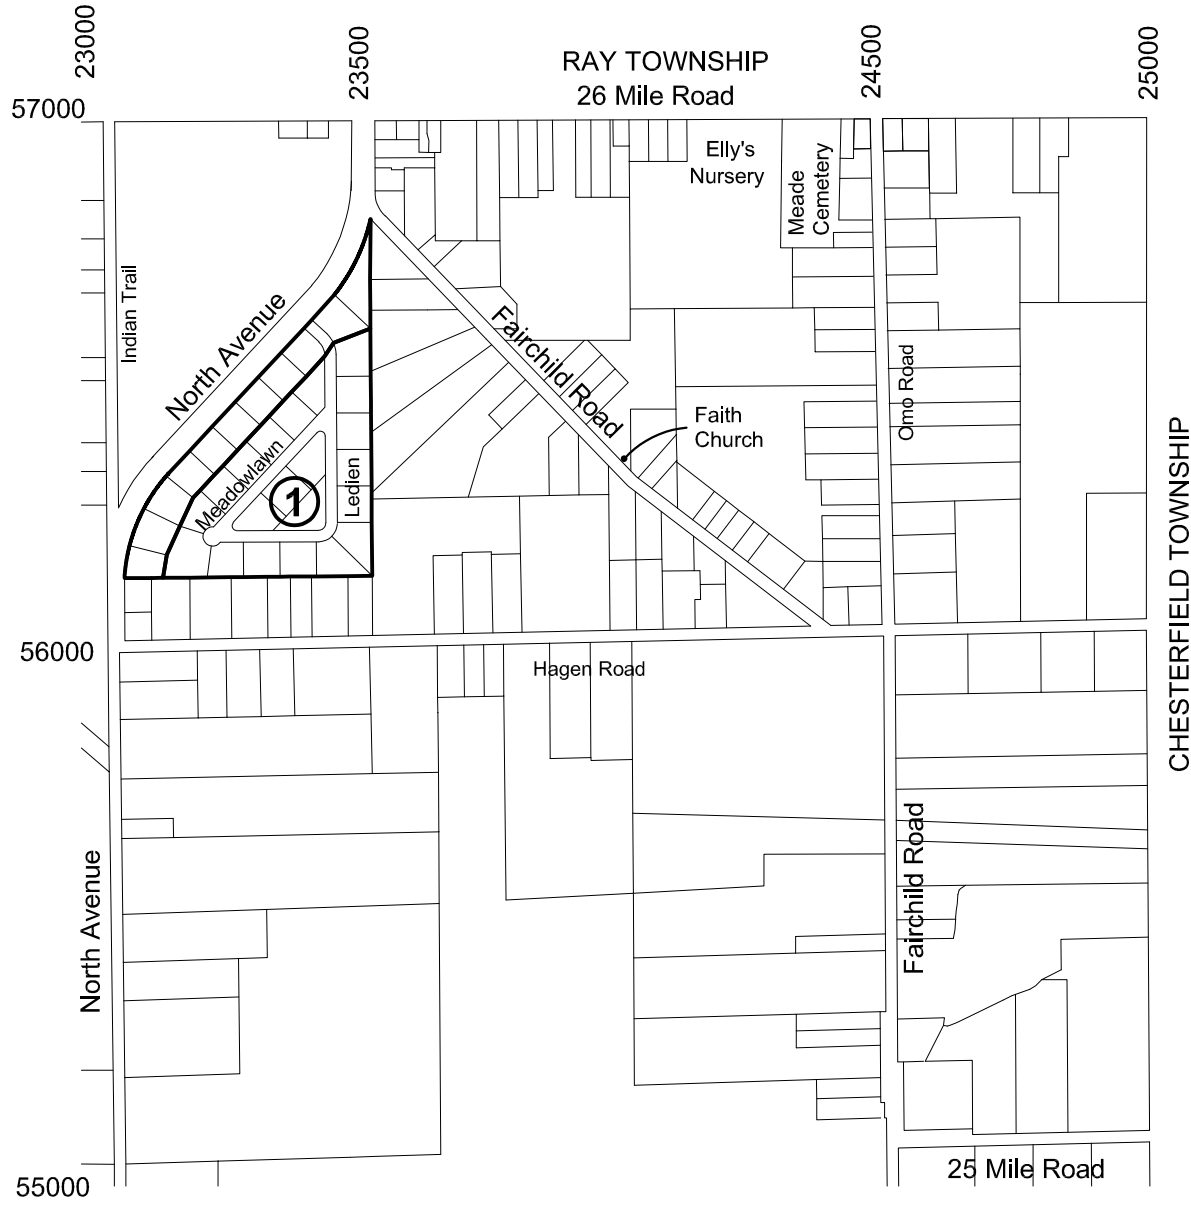 23000
23500
24500
25000
RAY TOWNSHIP
26 Mile Road
57000
Elly's
Nursery
Meade
Cemetery
Indian Trail
North Avenue
Fairchild Road
Omo Road
Faith
Church
CHESTERFIELD TOWNSHIP
Meadowlawn
Ledien
1
56000
Hagen Road
North Avenue
Fairchild Road
25 Mile Road
55000